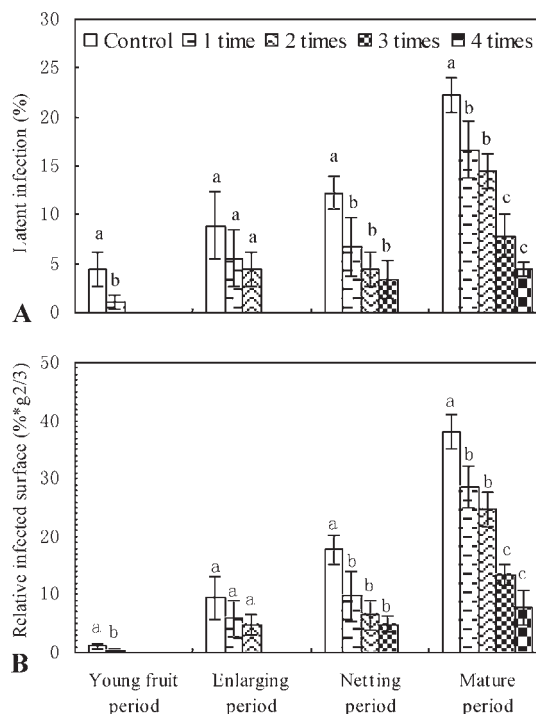 30
Control 1 time 2 times 3 times 4 times
a
25
a
b
20
b
Latent infection (%)
15
a
a
c
10
a
b
a
b
b
c
5
a
b
0
A
50
Relative infected surface (%*g2/3)
a
40
b
b
30
a
20
c
a
b
c
a
a
b
b
10
a b
0
B
Young fruit period
Enlarging period
Netting period
Mature period